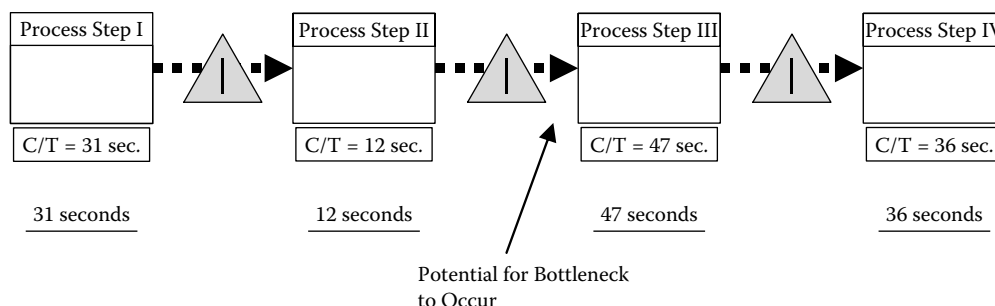 Process Step I
Process Step II
Process Step III
Process Step IV
I
I
I
C/T = 31 sec.
C/T = 12 sec.
C/T = 47 sec.
C/T = 36 sec.
31 seconds
12 seconds
47 seconds
36 seconds
Potential for Bottleneck
to Occur